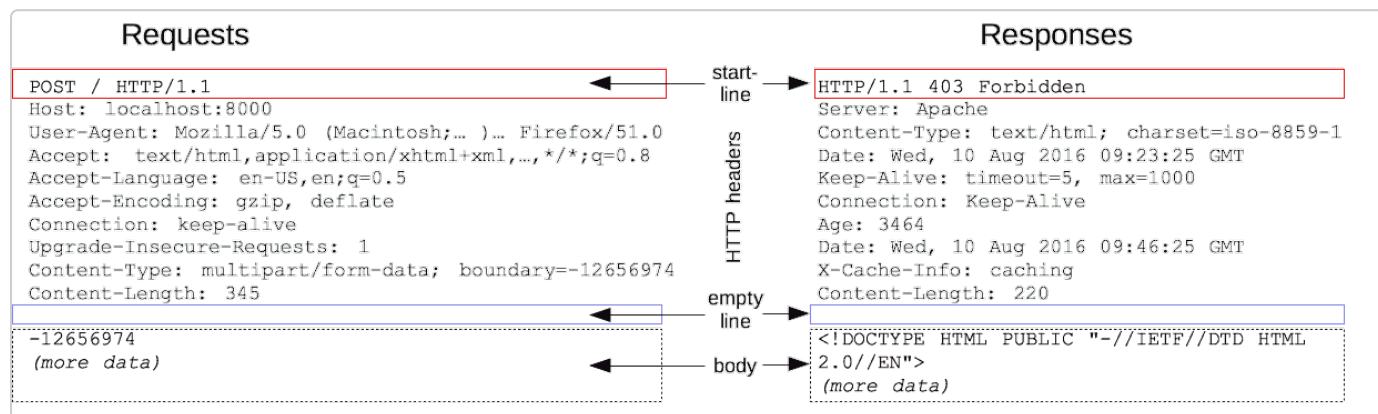 Requests
POST / HTTP/1.1
Host: localhost:8000
User-Agent: Mozilla/5.0 (Macintosh;… )… Firefox/51.0
Accept: text/html,application/xhtml+xml,…,*/*;q=0.8
Accept-Language: en-US,en;q=0.5
Accept-Encoding: gzip, deflate
Connection: keep-alive
Upgrade-Insecure-Requests: 1
Content-Type: multipart/form-data; boundary=-12656974
Content-Length: 345
-12656974
(more data)
start-
line
HTTP headers
empty
line
body
Responses
HTTP/1.1 403 Forbidden
Server: Apache
Content-Type: text/html; charset=iso-8859-1
Date: Wed, 10 Aug 2016 09:23:25 GMT
Keep-Alive: timeout=5, max=1000
Connection: Keep-Alive
Age: 3464
Date: Wed, 10 Aug 2016 09:46:25 GMT
X-Cache-Info: caching
Content-Length: 220
<!DOCTYPE HTML PUBLIC "-//IETF//DTD HTML
2.0//EN">
(more data)